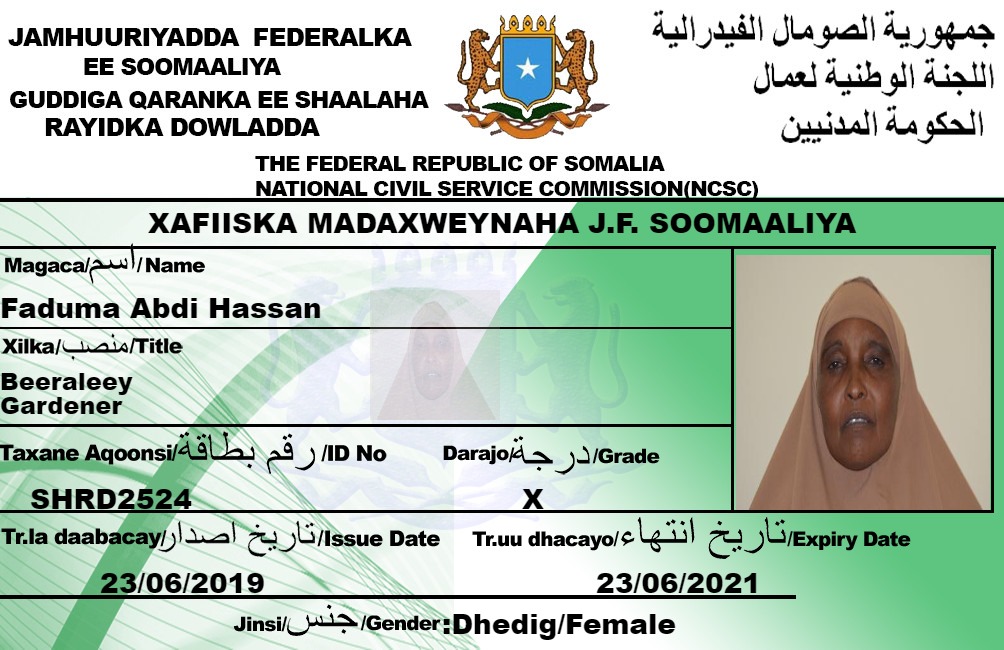 JAMHUURIYADDA FEDERALKA
EE SOOMAALIYA
GUDDIGA QARANKA EE SHAALAHA
RAYIDKA DOWLADDA
جمهورية الصومال الفيدرالية
اللجنة الوطنية لعمال
الحكومة المدنيين
THE FEDERAL REPUBLIC OF SOMALIA
NATIONAL CIVIL SERVICE COMMISSION(NCSC)
XAFIISKA MADAXWEYNAHA J.F. SOOMAALIYA
Magaca/اسم/Name
Faduma Abdi Hassan
Xilka/منصب/Title
Beeraleey
Gardener
Taxane Aqoonsi/رقم بطاقة/ID No
Darajo/درجة/Grade
SHRD2524
X
Tr.la daabacay/تاريخ اصدار/Issue Date
Tr.uu dhacayo/تاريخ انتهاء/Expiry Date
23/06/2019
23/06/2021
Jinsi/جنس/Gender:Dhedig/Female